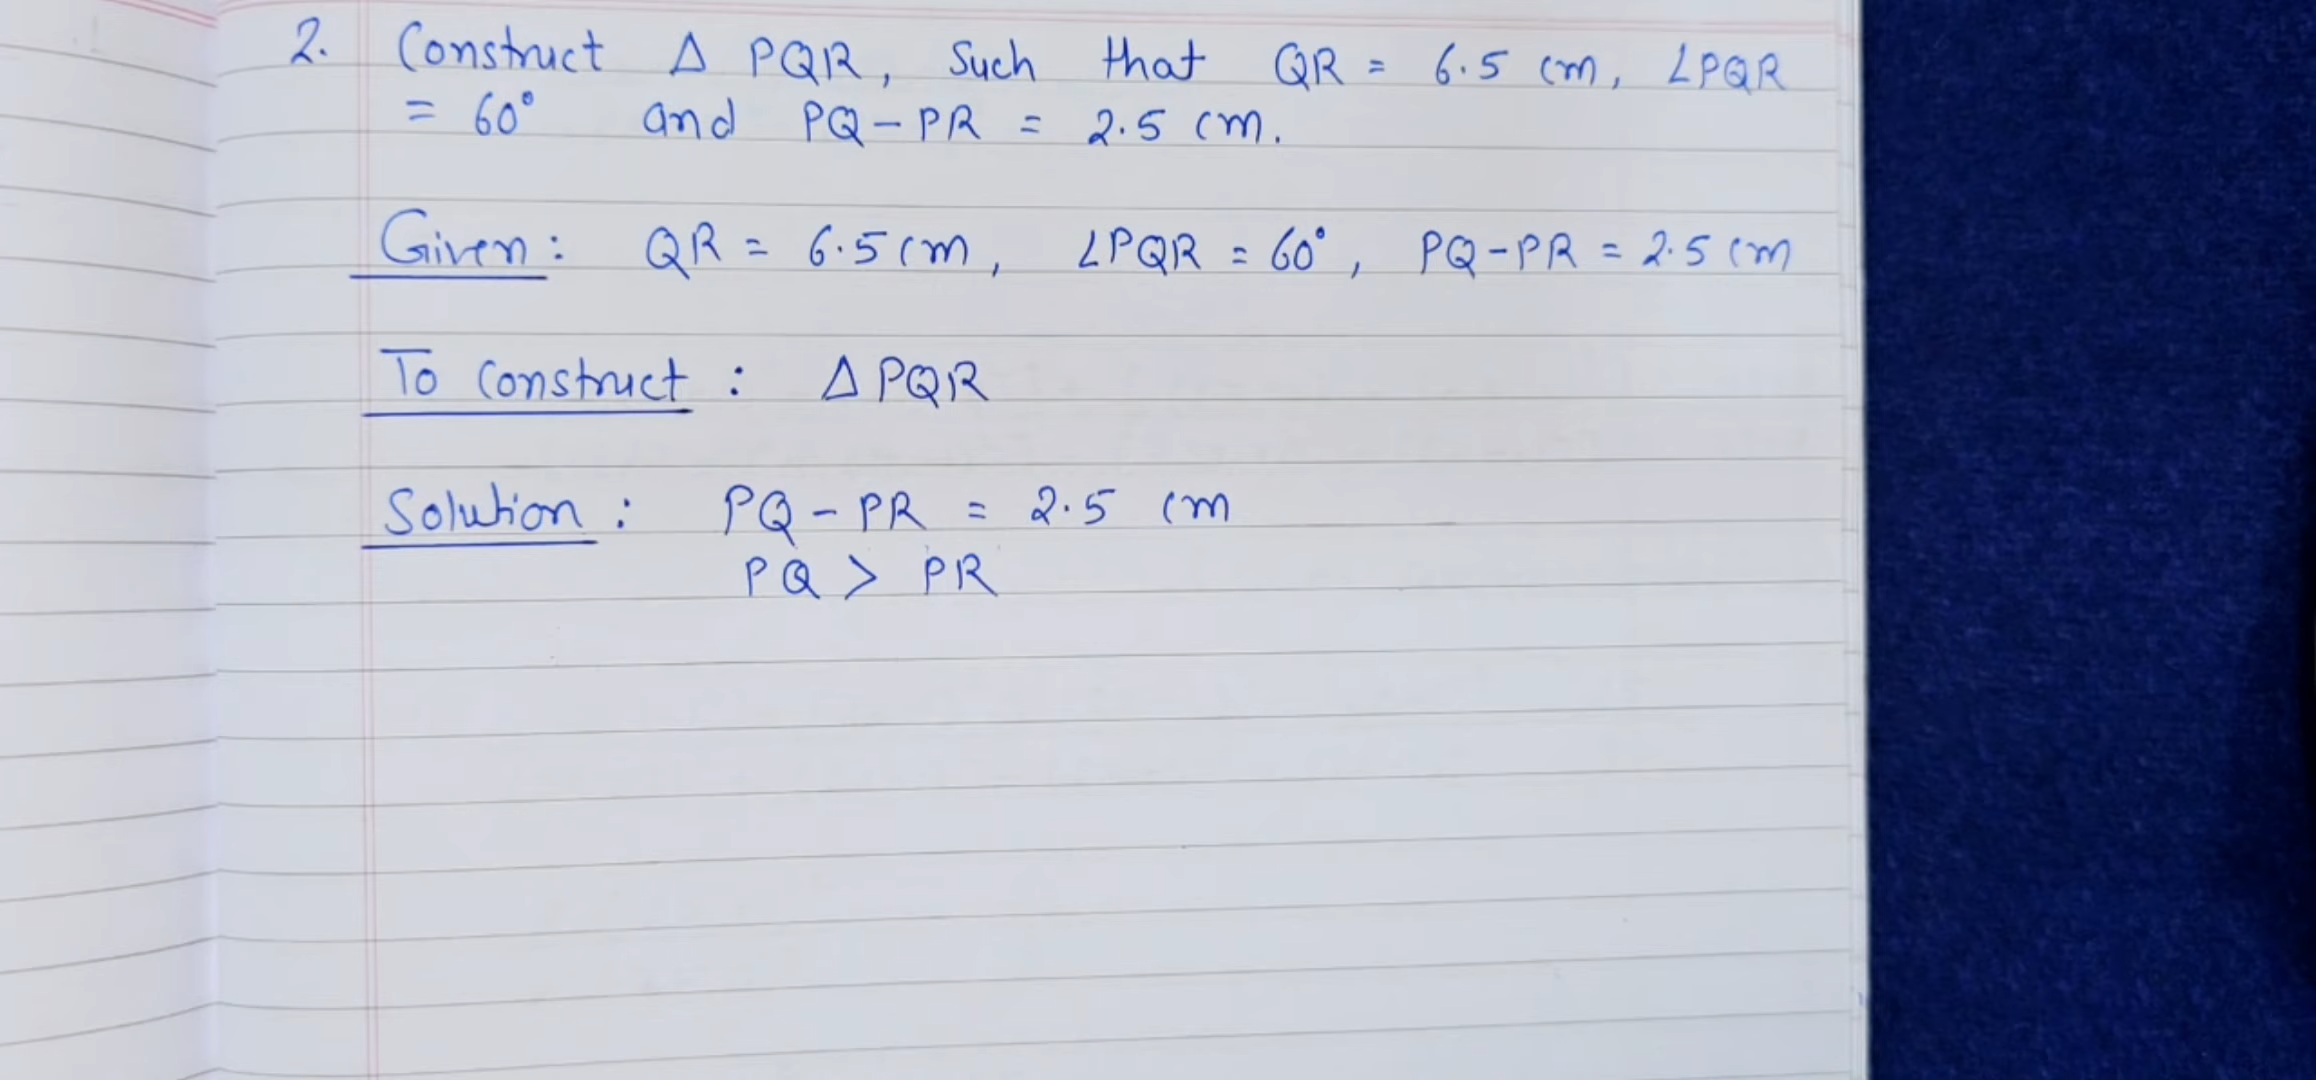 2. Construct Δ PQR, Such that QR = 6.5 cm, ∠PQR
= 60° and PQ - PR = 2.5 cm.
Given: QR = 6.5 cm, ∠PQR = 60°, PQ - PR = 2.5 cm
To construct : Δ PQR
Solution : PQ - PR = 2.5 cm
PQ > PR